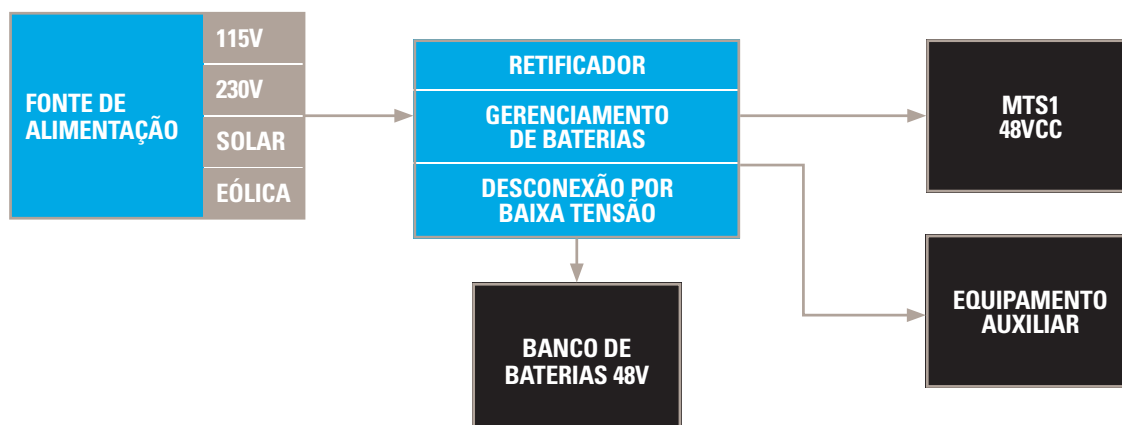 FONTE DE
ALIMENTAÇÃO
115V
230V
SOLAR
EÓLICA
RETIFICADOR
GERENCIAMENTO
DE BATERIAS
DESCONEXÃO POR
BAIXA TENSÃO
BANCO DE
BATERIAS 48V
MTS1
48VCC
EQUIPAMENTO
AUXILIAR